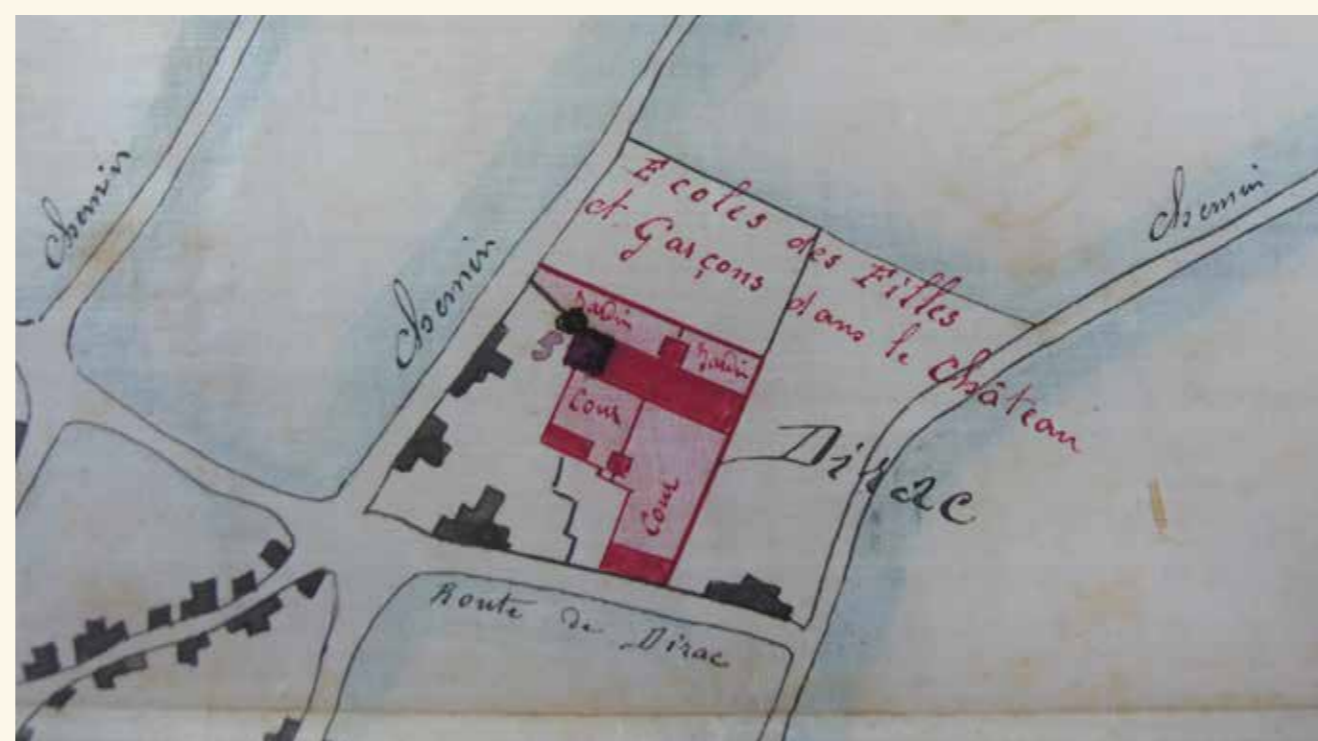 Chemin
Chemin
Chemin
Ecoles des Filles
et Garçons dans le Château
Jardin
Jardin
Cour
Cour
Dirac
Route de Dirac